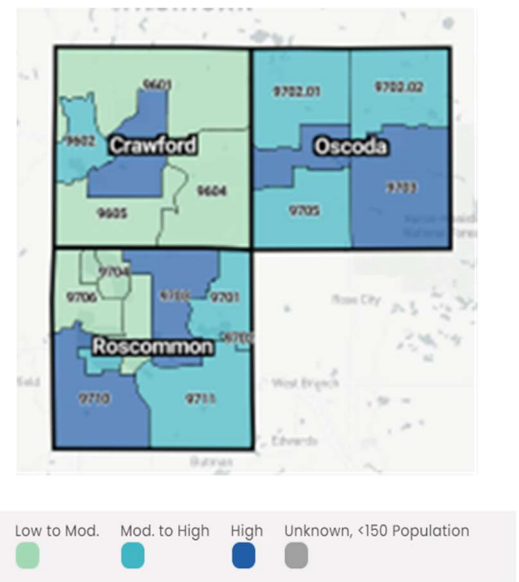 9601
9702.01
9702.02
9602
Crawford
Oscoda
9604
9703
9605
9705
9704
9706
9701
Roscommon
9710
9711
Rose City
West Branch
Edwards
Low to Mod.
Mod. to High
High
Unknown, <150 Population